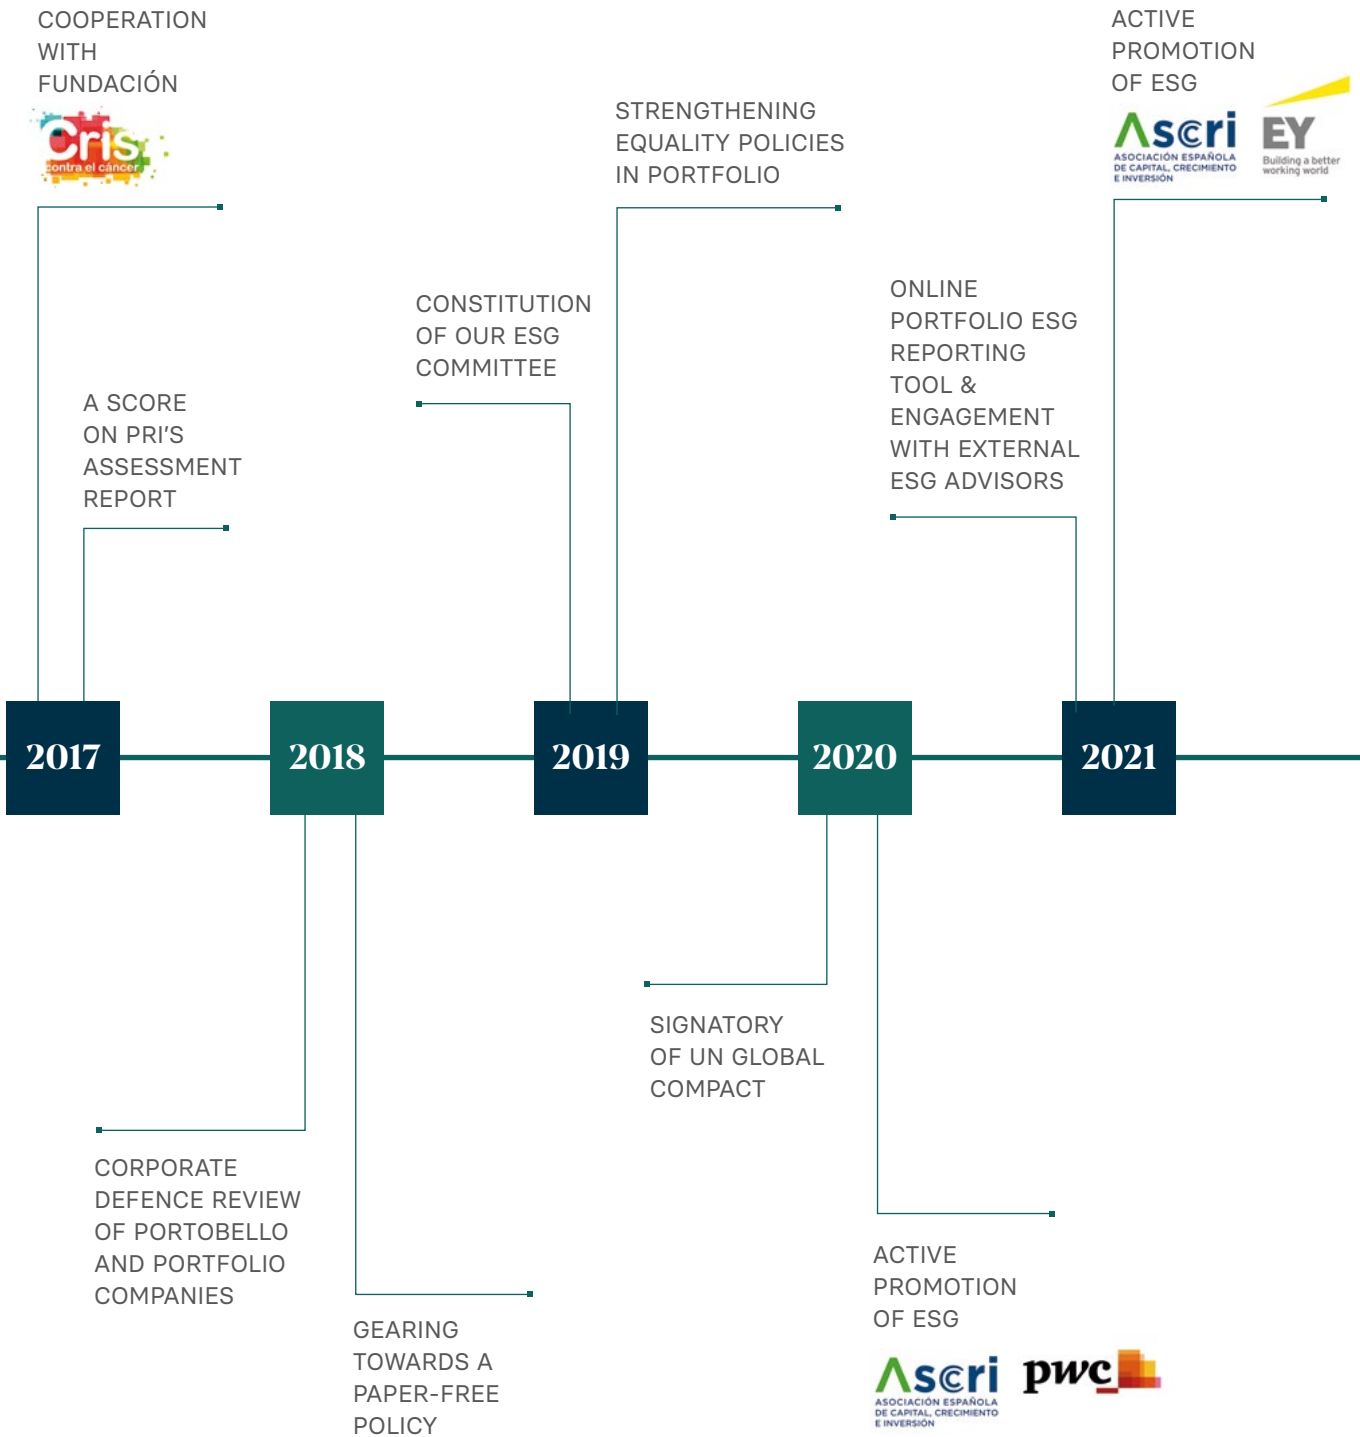 COOPERATION
WITH
FUNDACIÓN
Cris
contra el cáncer
A SCORE
ON PRI'S
ASSESSMENT
REPORT
CONSTITUTION
OF OUR ESG
COMMITTEE
STRENGTHENING
EQUALITY POLICIES
IN PORTFOLIO
ONLINE
PORTFOLIO ESG
REPORTING
TOOL &
ENGAGEMENT
WITH EXTERNAL
ESG ADVISORS
ACTIVE
PROMOTION
OF ESG
Ascri
ASOCIACIÓN ESPAÑOLA
DE CAPITAL, CRECIMIENTO
E INVERSIÓN
EY
Building a better
working world
2017
2018
2019
2020
2021
CORPORATE
DEFENCE REVIEW
OF PORTOBELLO
AND PORTFOLIO
COMPANIES
GEARING
TOWARDS A
PAPER-FREE
POLICY
SIGNATORY
OF UN GLOBAL
COMPACT
ACTIVE
PROMOTION
OF ESG
Ascri
ASOCIACIÓN ESPAÑOLA
DE CAPITAL, CRECIMIENTO
E INVERSIÓN
pwc